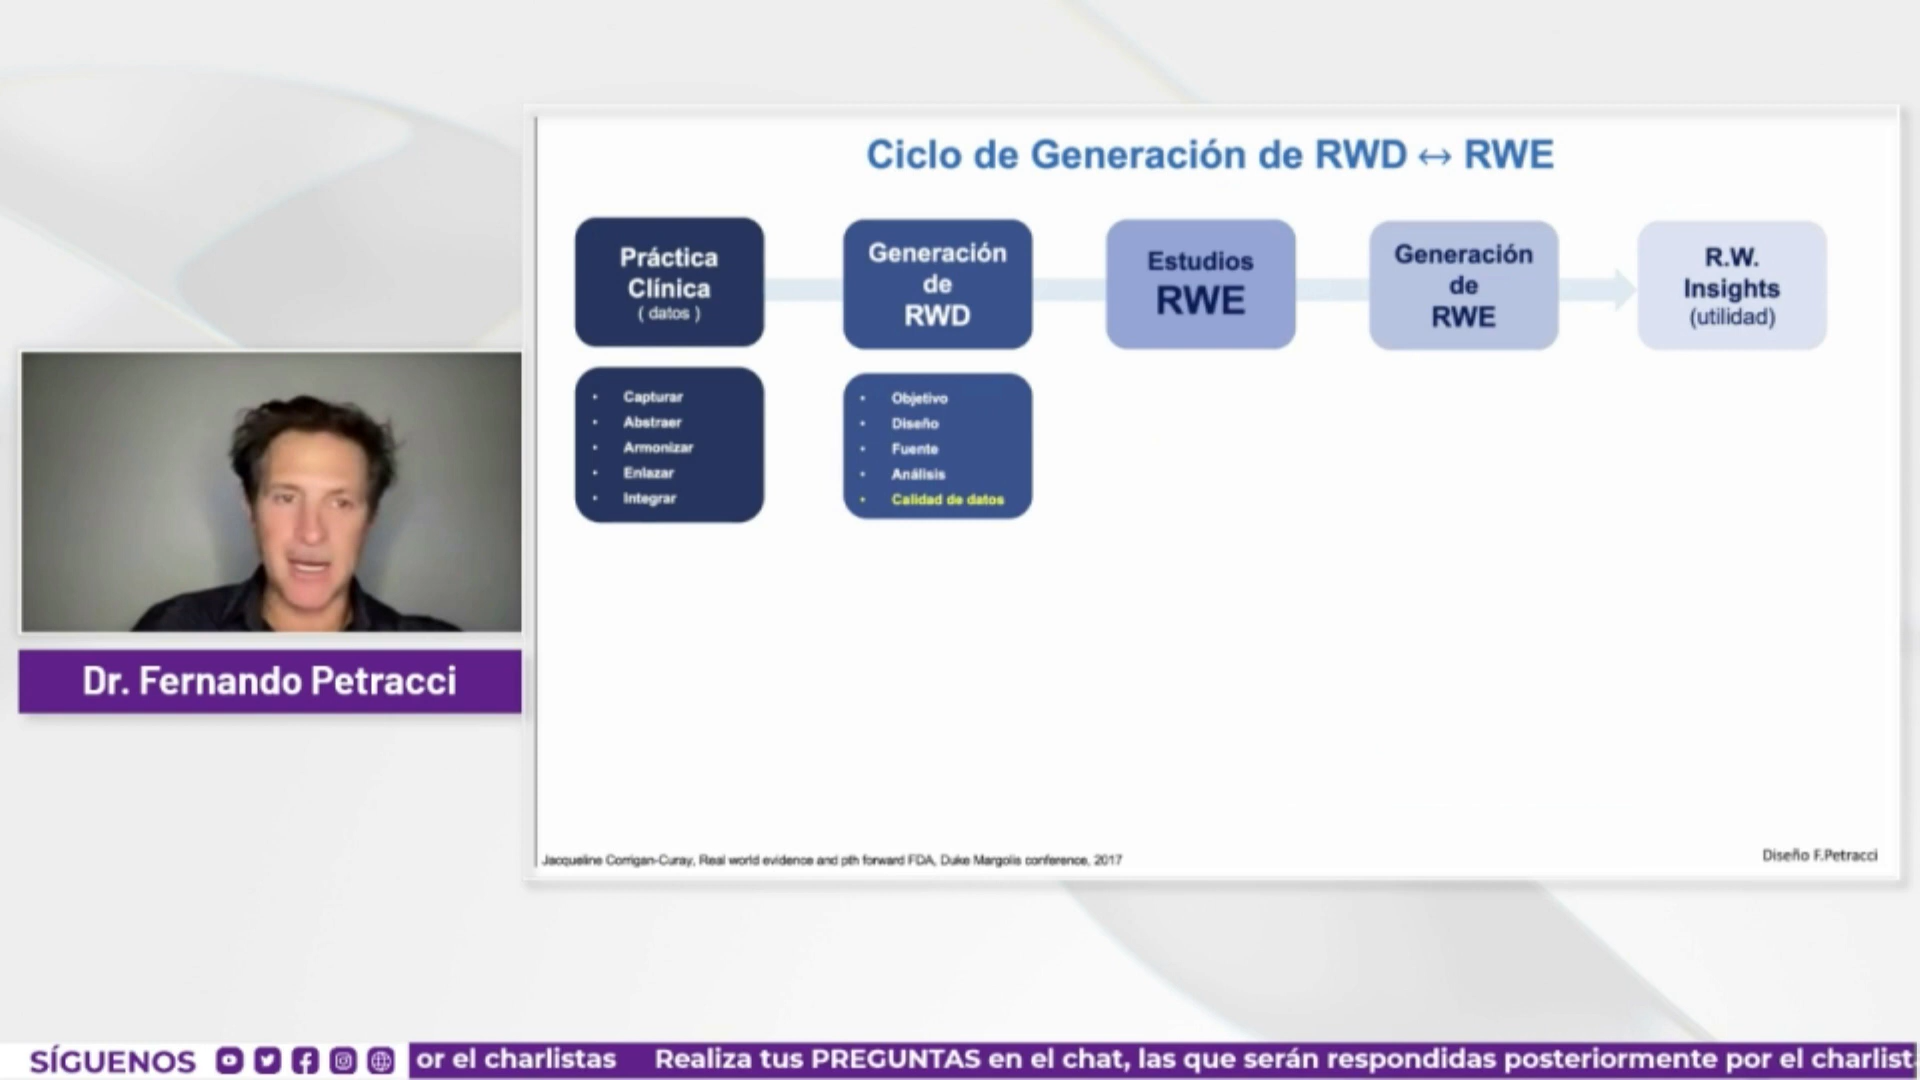 Ciclo de Generación de RWD ↔ RWE
Práctica
Clínica
( datos )
Generación
de
RWD
Estudios
RWE
Generación
de
RWE
R.W.
Insights
(utilidad)
• Capturar
• Abstraer
• Armonizar
• Enlazar
• Integrar
• Objetivo
• Diseño
• Fuente
• Análisis
• Calidad de datos
Dr. Fernando Petracci
Jacqueline Corrigan-Curay, Real world evidence and pth forward FDA, Duke Margolis conference, 2017
Diseño F.Petracci
SÍGUENOS
or el charlistas Realiza tus PREGUNTAS en el chat, las que serán respondidas posteriormente por el charlist